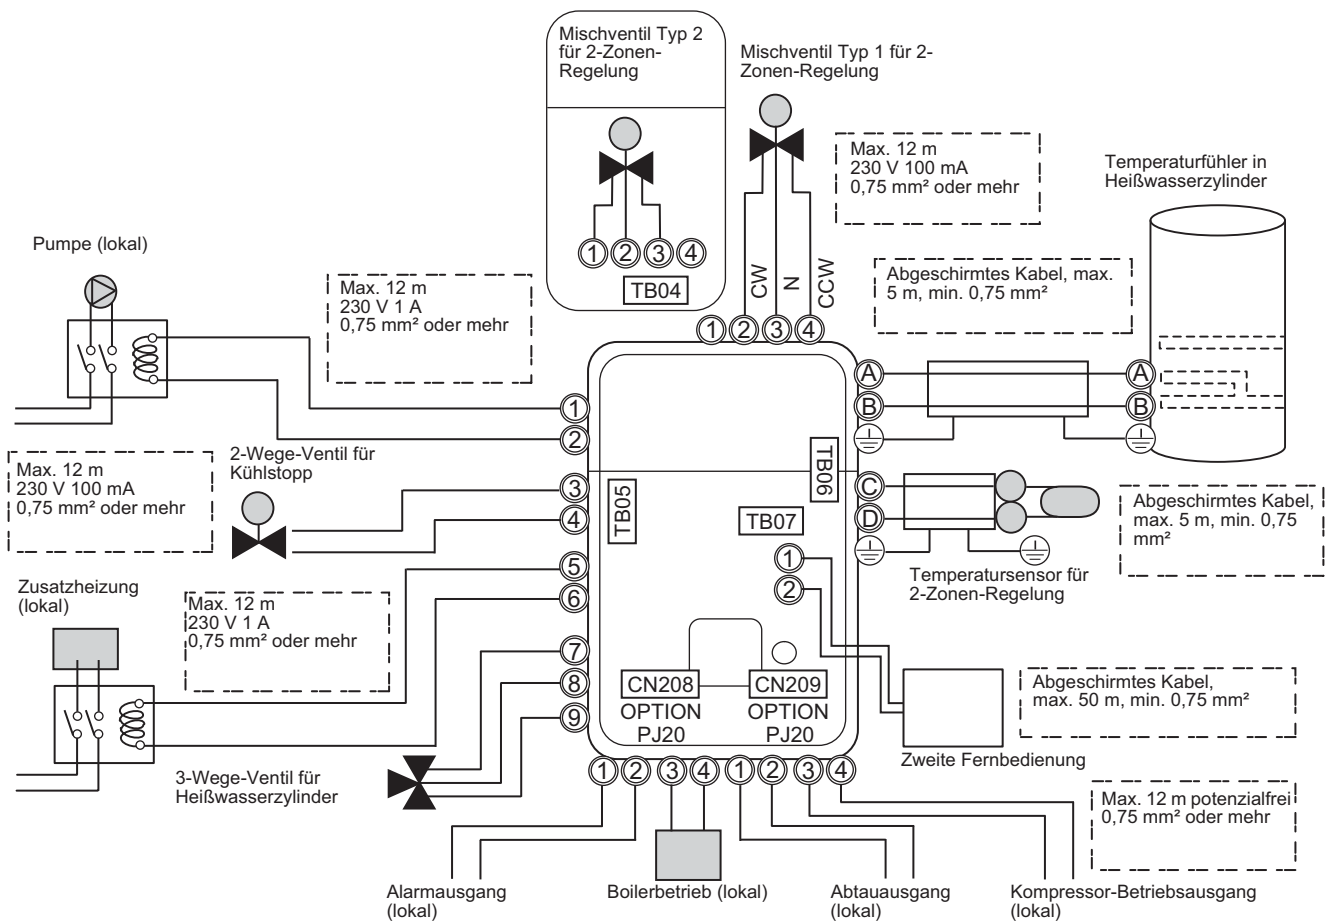 Mischventil Typ 2
für 2-Zonen-
Regelung
Mischventil Typ 1 für 2-
Zonen-Regelung
Max. 12 m
230 V 100 mA
0,75 mm² oder mehr
Temperaturfühler in
Heißwasserzylinder
1 2 3 4
TB04
CW
N
CCW
Pumpe (lokal)
Max. 12 m
230 V 1 A
0,75 mm² oder mehr
Abgeschirmtes Kabel, max.
5 m, min. 0,75 mm²
1 2 3 4
A
B
A
B
1
2
2-Wege-Ventil für
Kühlstopp
Max. 12 m
230 V 100 mA
0,75 mm² oder mehr
3
4
TB05
TB06
TB07
C
D
Abgeschirmtes Kabel,
max. 5 m, min. 0,75
mm²
Temperatursensor für
2-Zonen-Regelung
1
2
5
6
Zusatzheizung
(lokal)
Max. 12 m
230 V 1 A
0,75 mm² oder mehr
7
8
9
CN208
OPTION
PJ20
CN209
OPTION
PJ20
Abgeschirmtes Kabel,
max. 50 m, min. 0,75 mm²
Zweite Fernbedienung
3-Wege-Ventil für
Heißwasserzylinder
1 2 3 4 1 2 3 4
Max. 12 m potenzialfrei
0,75 mm² oder mehr
Alarmausgang
(lokal)
Boilerbetrieb (lokal)
Abtauausgang
(lokal)
Kompressor-Betriebsausgang
(lokal)